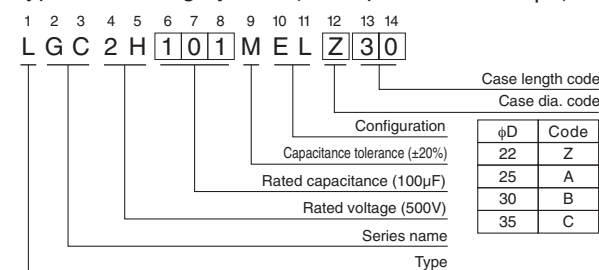 1 2 3 4 5 6 7 8 9 10 11 12 13 14
L G C 2 H 1 0 1 M E L Z 3 0
Case length code
Case dia. code
Configuration
Capacitance tolerance (±20%)
Rated capacitance (100µF)
Rated voltage (500V)
Series name
Type
φD Code
22 Z
25 A
30 B
35 C